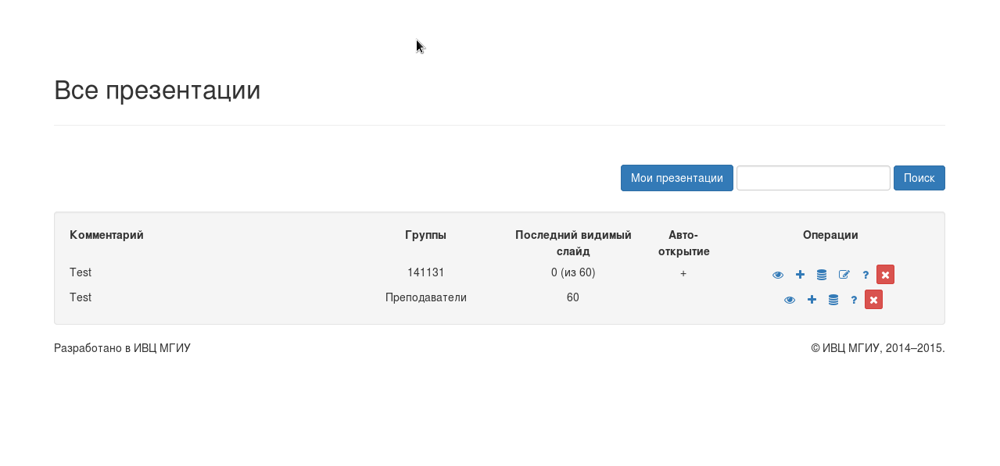 Все презентации
Мои презентации Поиск
Комментарий Группы Последний видимый слайд Авто-открытие Операции
Test 141131 0 (из 60) + ?
Test Преподаватели 60 ?
Разработано в ИВЦ МГИУ © ИВЦ МГИУ, 2014–2015.